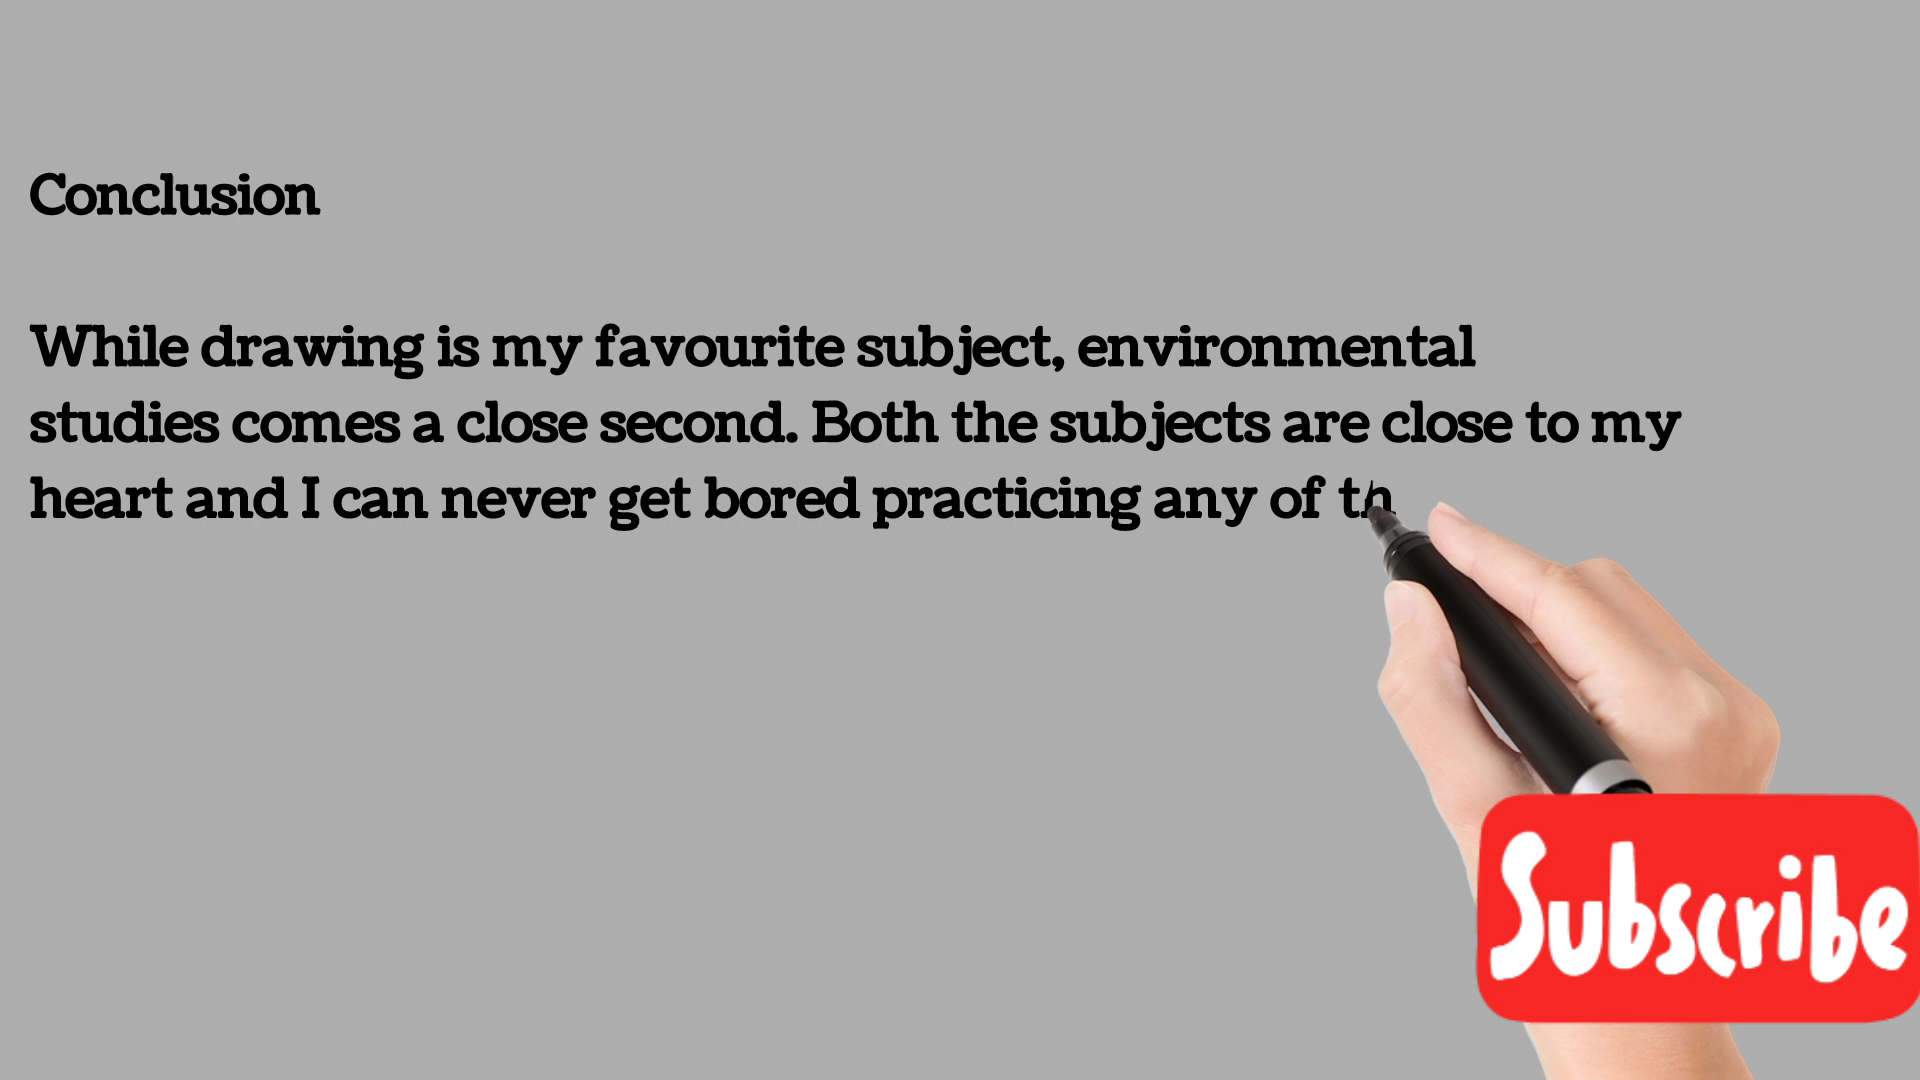 Conclusion
While drawing is my favourite subject, environmental
studies comes a close second. Both the subjects are close to my
heart and I can never get bored practicing any of
Subscribe